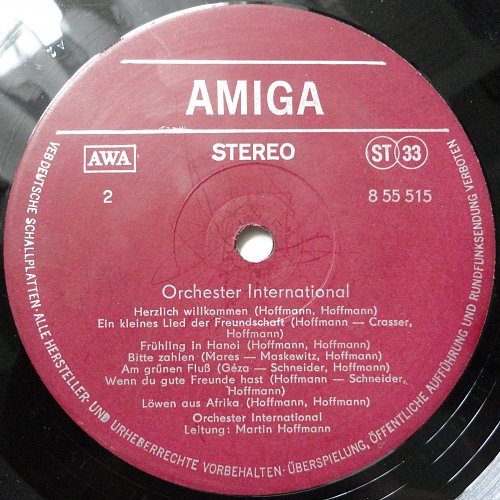 AMIGA
AWA
STEREO
ST 33
2
8 55 515
Orchester International
Herzlich willkommen (Hoffmann, Hoffmann)
Ein kleines Lied der Freundschaft (Hoffmann — Crasser,
Hoffmann)
Frühling in Hanoi (Hoffmann, Hoffmann)
Bitte zahlen (Mares — Maskewitz, Hoffmann)
Am grünen Fluß (Géza — Schneider, Hoffmann)
Wenn du gute Freunde hast (Hoffmann — Schneider,
Hoffmann)
Löwen aus Afrika (Hoffmann, Hoffmann)
Orchester International
Leitung: Martin Hoffmann
VEB DEUTSCHE SCHALLPLATTEN · ALLE HERSTELLER- UND URHEBERRECHTE VORBEHALTEN · ÜBERSPIELUNG, ÖFFENTLICHE AUFFÜHRUNG UND RUNDFUNKSENDUNG VERBOTEN